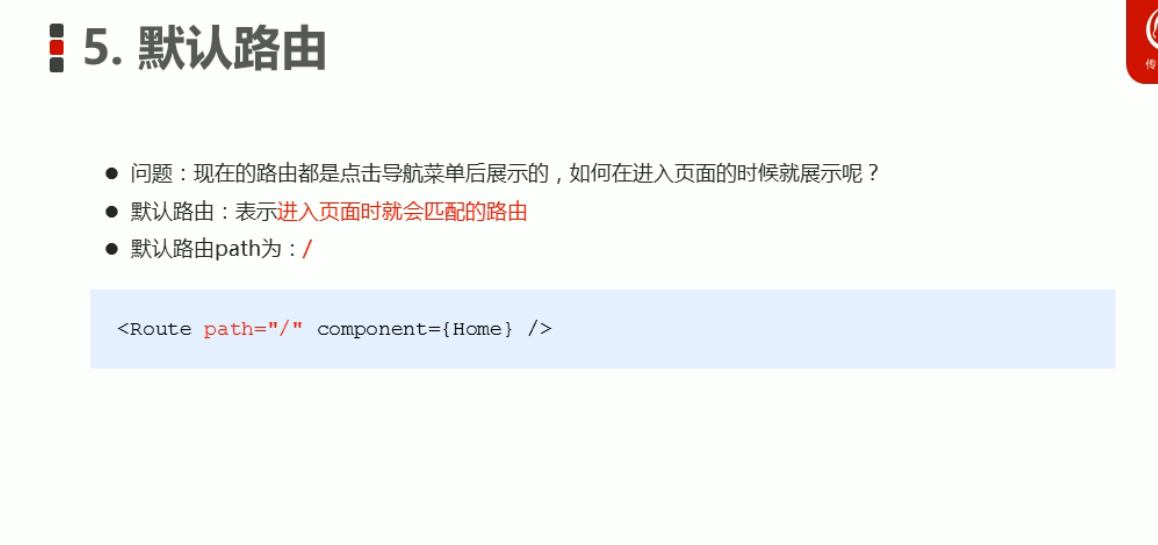 5. 默认路由
传
问题：现在的路由都是点击导航菜单后展示的，如何在进入页面的时候就展示呢？
默认路由：表示进入页面时就会匹配的路由
默认路由path为：/
<Route path="/" component={Home} />